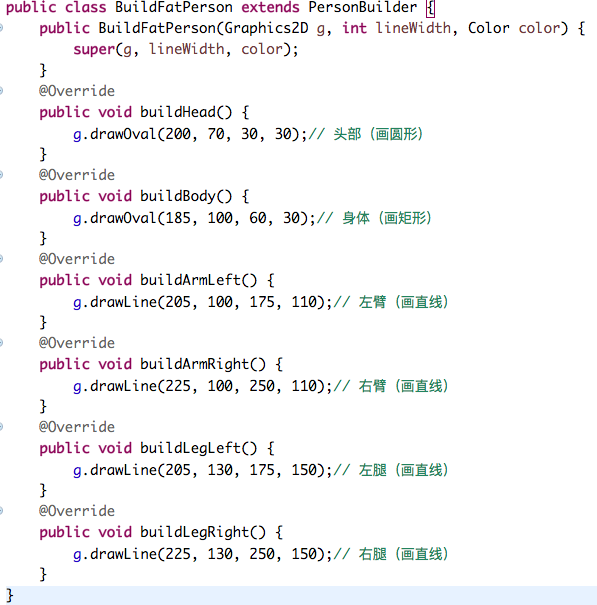 public class BuildFatPerson extends PersonBuilder {
    public BuildFatPerson(Graphics2D g, int lineWidth, Color color) {
        super(g, lineWidth, color);
    }
    @Override
    public void buildHead() {
        g.drawOval(200, 70, 30, 30);// 头部（画圆形）
    }
    @Override
    public void buildBody() {
        g.drawOval(185, 100, 60, 30);// 身体（画矩形）
    }
    @Override
    public void buildArmLeft() {
        g.drawLine(205, 100, 175, 110);// 左臂（画直线）
    }
    @Override
    public void buildArmRight() {
        g.drawLine(225, 100, 250, 110);// 右臂（画直线）
    }
    @Override
    public void buildLegLeft() {
        g.drawLine(205, 130, 175, 150);// 左腿（画直线）
    }
    @Override
    public void buildLegRight() {
        g.drawLine(225, 130, 250, 150);// 右腿（画直线）
    }
}